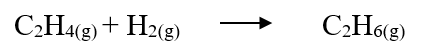 C₂H₄(g) + H₂(g) ⟶ C₂H₆(g)